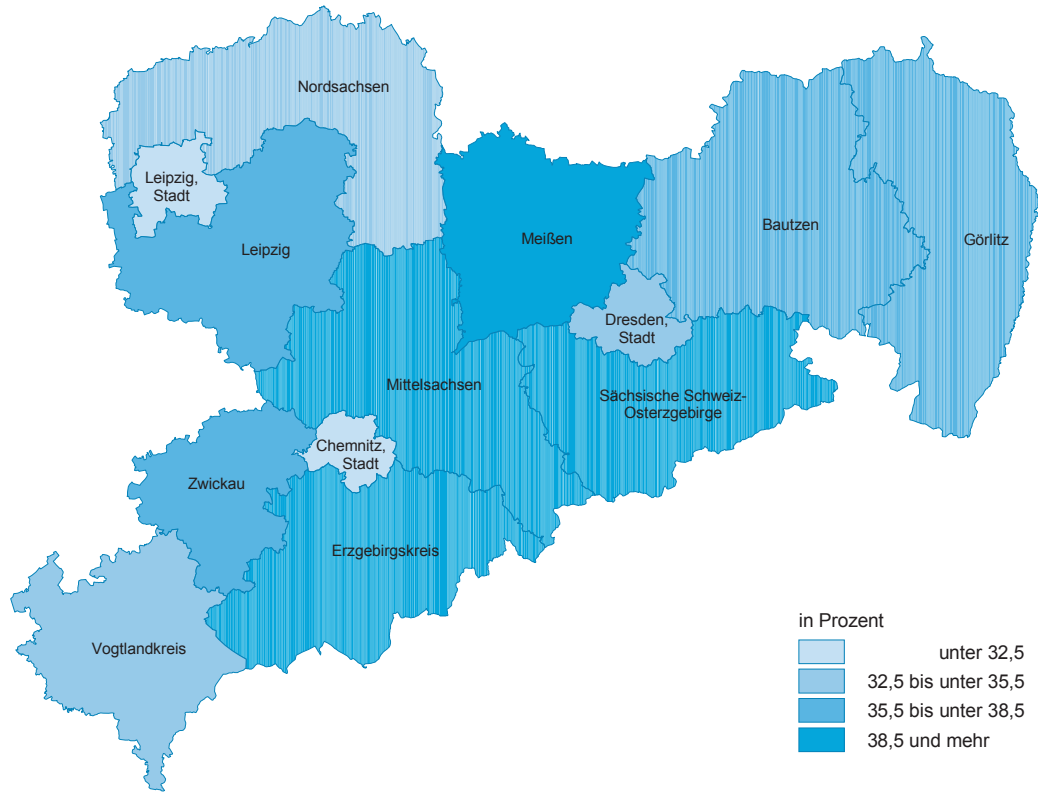 Nordsachsen
Leipzig,
Stadt
Leipzig
Meißen
Bautzen
Görlitz
Dresden,
Stadt
Mittelsachsen
Sächsische Schweiz-
Osterzgebirge
Chemnitz,
Stadt
Zwickau
Erzgebirgskreis
Vogtlandkreis
in Prozent
unter 32,5
32,5 bis unter 35,5
35,5 bis unter 38,5
38,5 und mehr